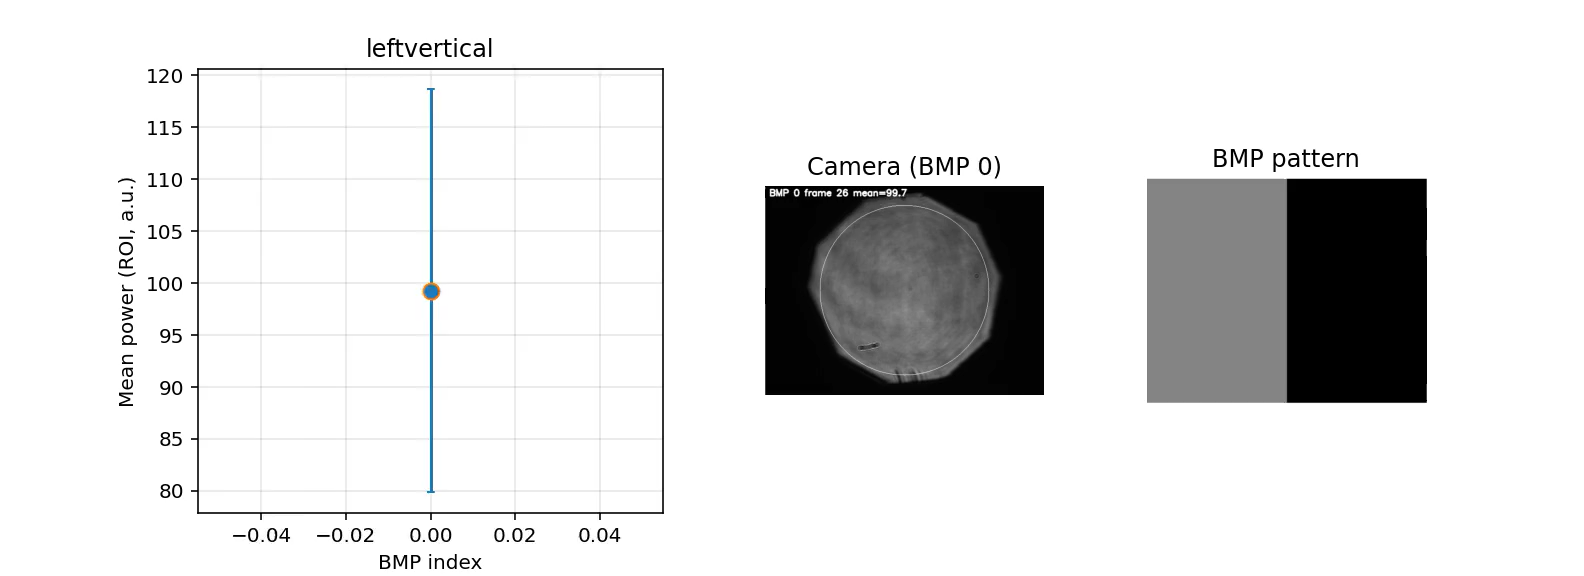 leftvertical
120
115
110
105
100
95
90
85
80
Mean power (ROI, a.u.)
−0.04 −0.02 0.00 0.02 0.04
BMP index
Camera (BMP 0)
BMP 0 frame 26 mean=99.7
BMP pattern